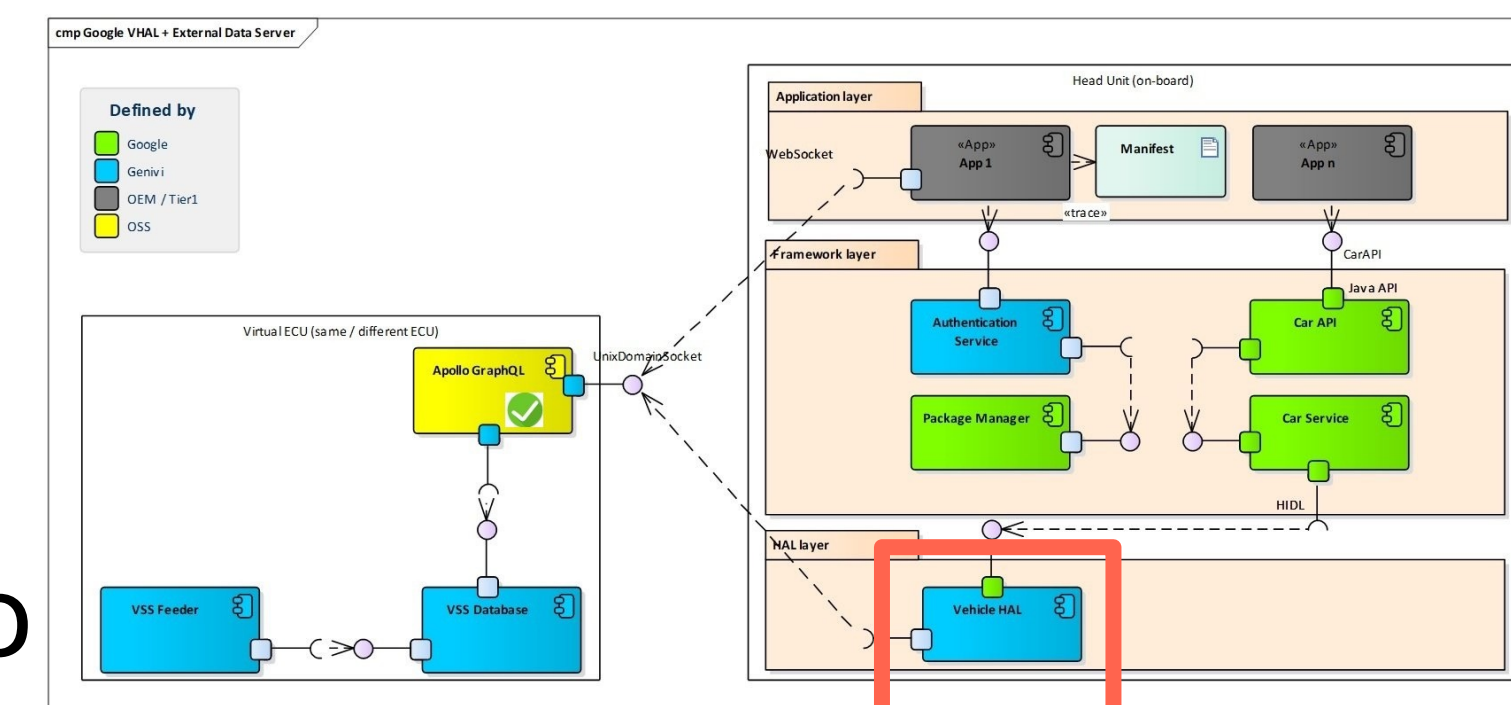 cmp Google VHAL + External Data Server
Defined by
Google
Genivi
OEM / Tier1
OSS
Head Unit (on-board)
Application layer
WebSocket
«App»
App 1
Manifest
«App»
App n
«trace»
Framework layer
CarAPI
Java API
Authentication
Service
Car API
Package Manager
Car Service
HIDL
Virtual ECU (same / different ECU)
Apollo GraphQL
UnixDomainSocket
VSS Feeder
VSS Database
HAL layer
Vehicle HAL